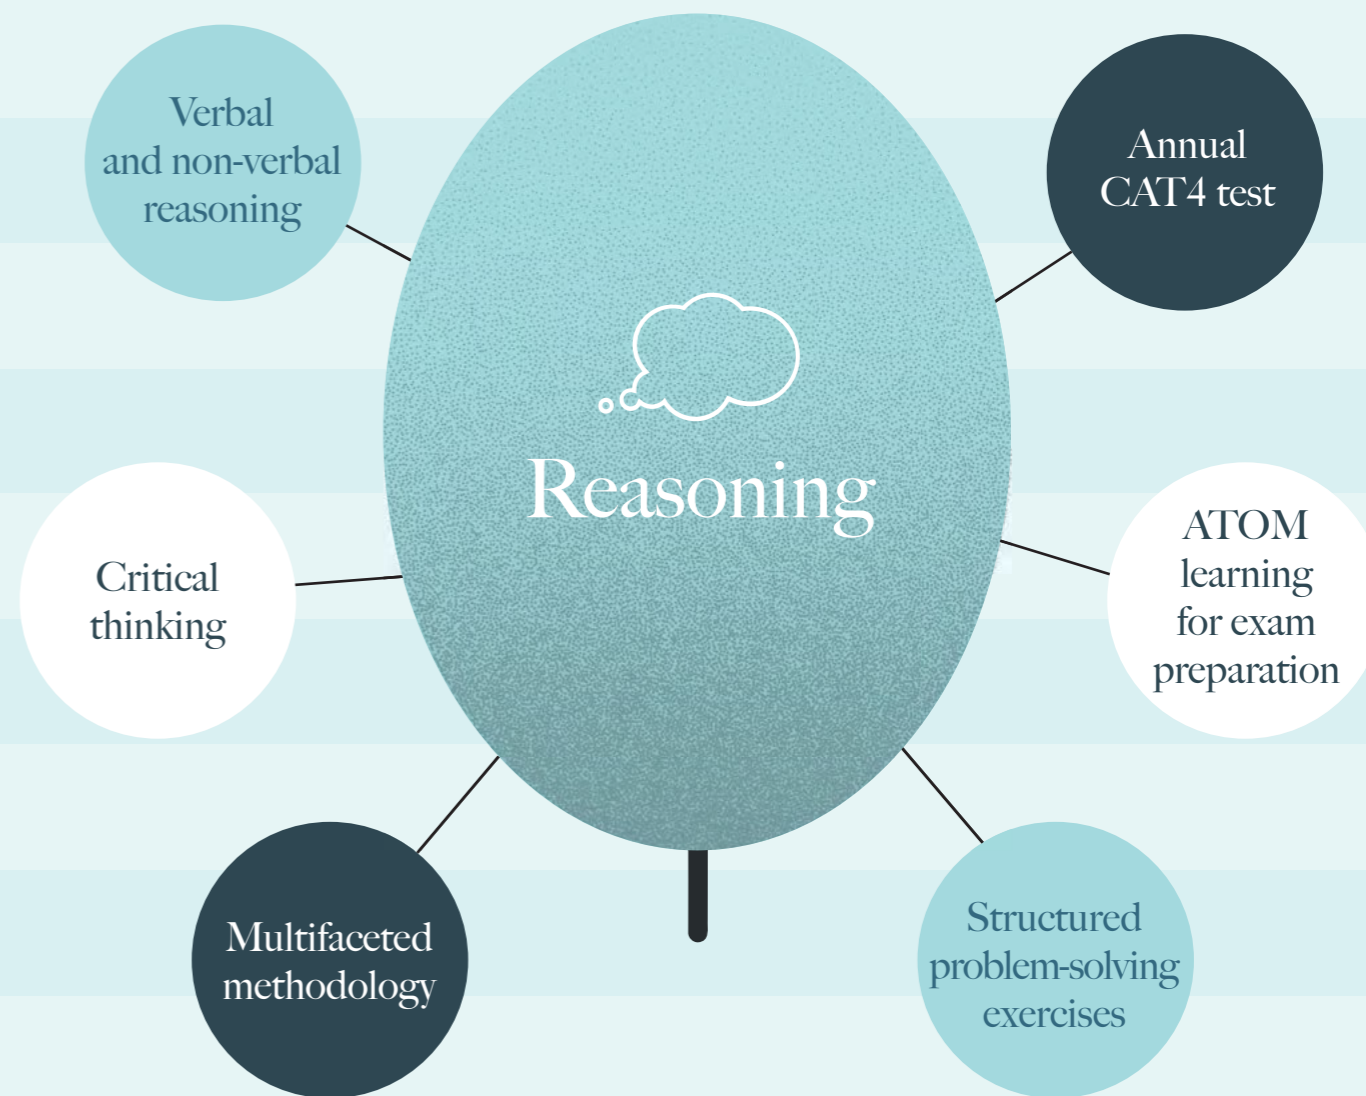 Verbal
and non-verbal
reasoning
Annual
CAT4 test
Reasoning
Critical
thinking
ATOM
learning
for exam
preparation
Multifaceted
methodology
Structured
problem-solving
exercises